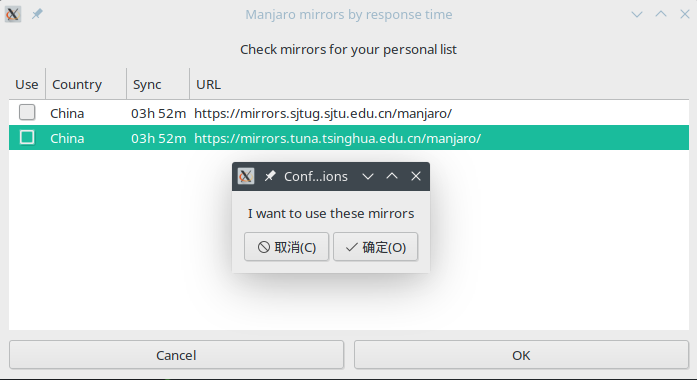 Manjaro mirrors by response time
Check mirrors for your personal list
Use Country Sync URL
China 03h 52m https://mirrors.sjtug.sjtu.edu.cn/manjaro/
China 03h 52m https://mirrors.tuna.tsinghua.edu.cn/manjaro/
Conf...ions
I want to use these mirrors
取消(C) 确定(O)
Cancel OK